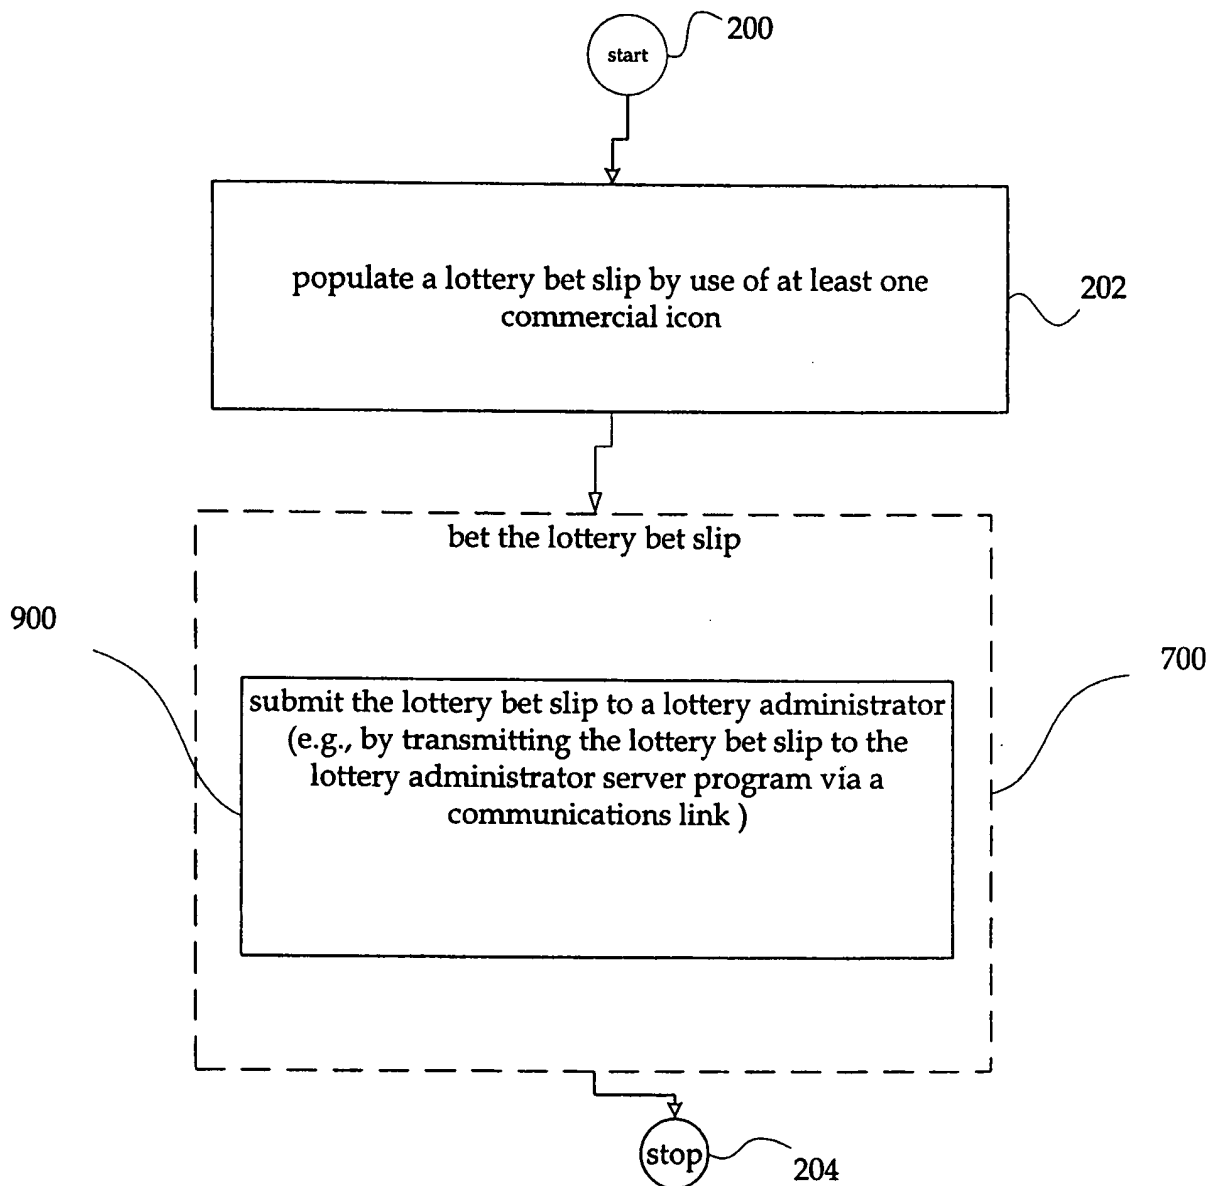 start
200
populate a lottery bet slip by use of at least one
commercial icon
202
bet the lottery bet slip
900
700
submit the lottery bet slip to a lottery administrator
(e.g., by transmitting the lottery bet slip to the
lottery administrator server program via a
communications link )
stop
204